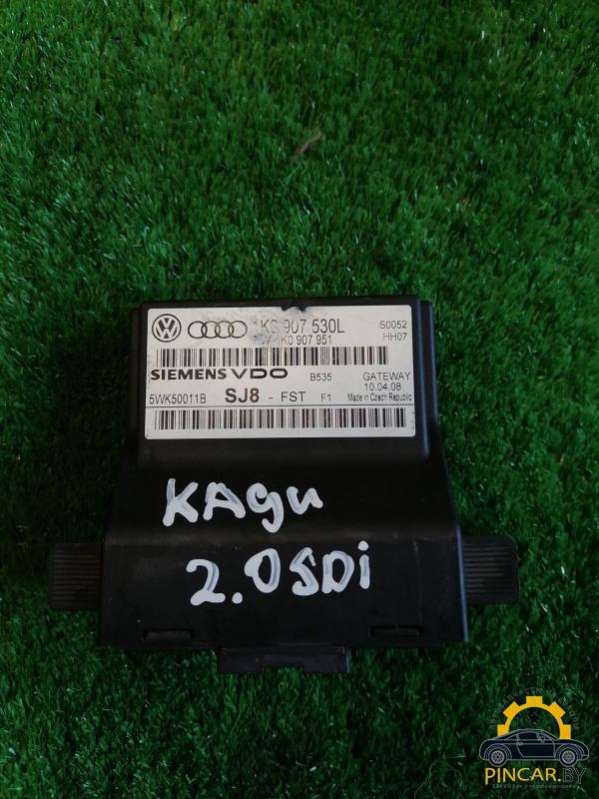 1K0 907 530L
S0052
1K0 907 951
HH07
SIEMENS VDO
B535
GATEWAY
5WK50011B
SJ8 - FST
F1
10.04.08
Made in Czech Republic
КАди
2.0SDi
PINCAR.BY